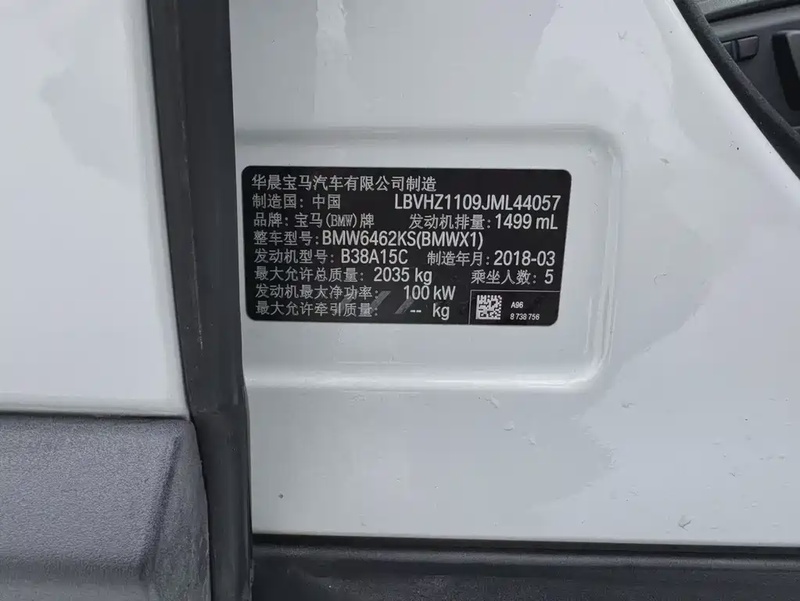 华晨宝马汽车有限公司制造
制造国: 中国 LBVHZ1109JML44057
品牌: 宝马(BMW)牌 发动机排量: 1499 mL
整车型号: BMW6462KS(BMWX1)
发动机型号: B38A15C 制造年月: 2018-03
最大允许总质量: 2035 kg 乘坐人数: 5
发动机最大净功率: 100 kW
最大允许牵引质量: -- kg
A96
8 738 756